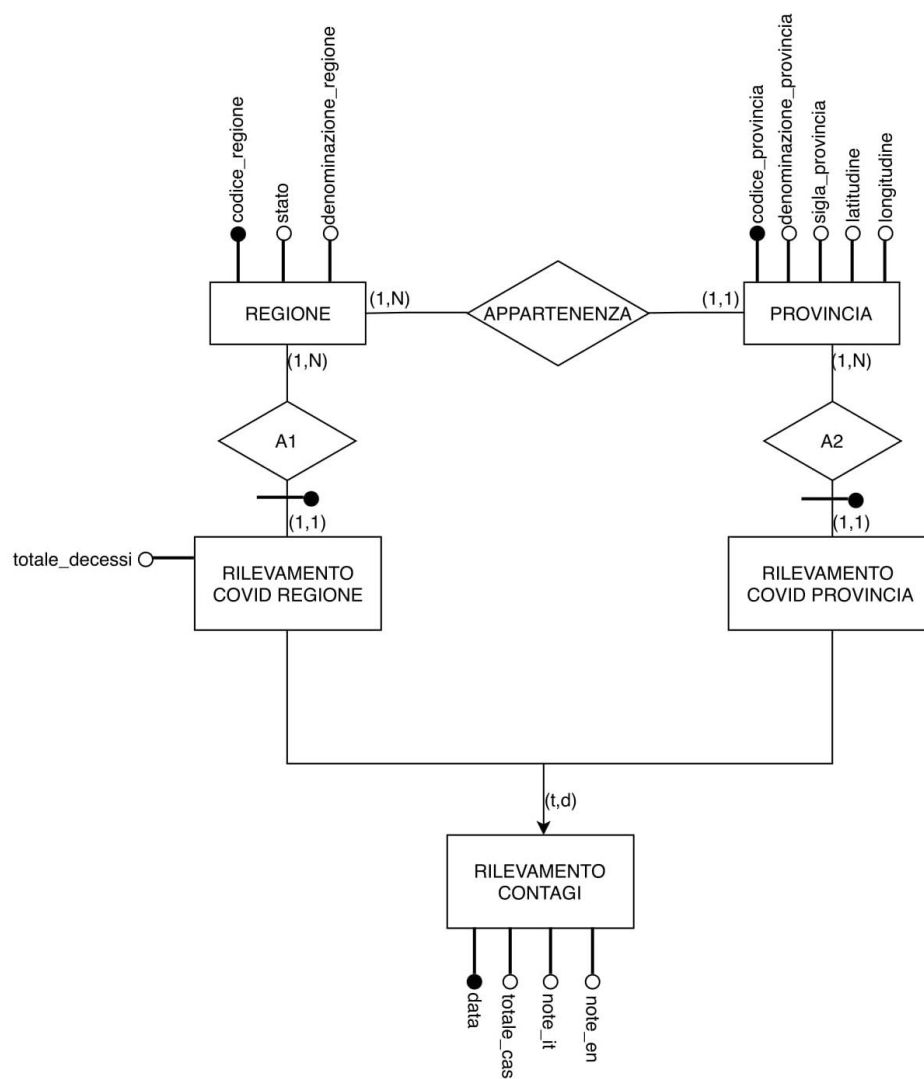 codice_regione
stato
denominazione_regione
codice_provincia
denominazione_provincia
sigla_provincia
latitudine
longitudine
REGIONE
(1,N)
APPARTENENZA
(1,1)
PROVINCIA
(1,N)
(1,N)
A1
A2
(1,1)
(1,1)
totale_decessi
RILEVAMENTO
COVID REGIONE
RILEVAMENTO
COVID PROVINCIA
(t,d)
RILEVAMENTO
CONTAGI
data
totale_cas
note_it
note_en